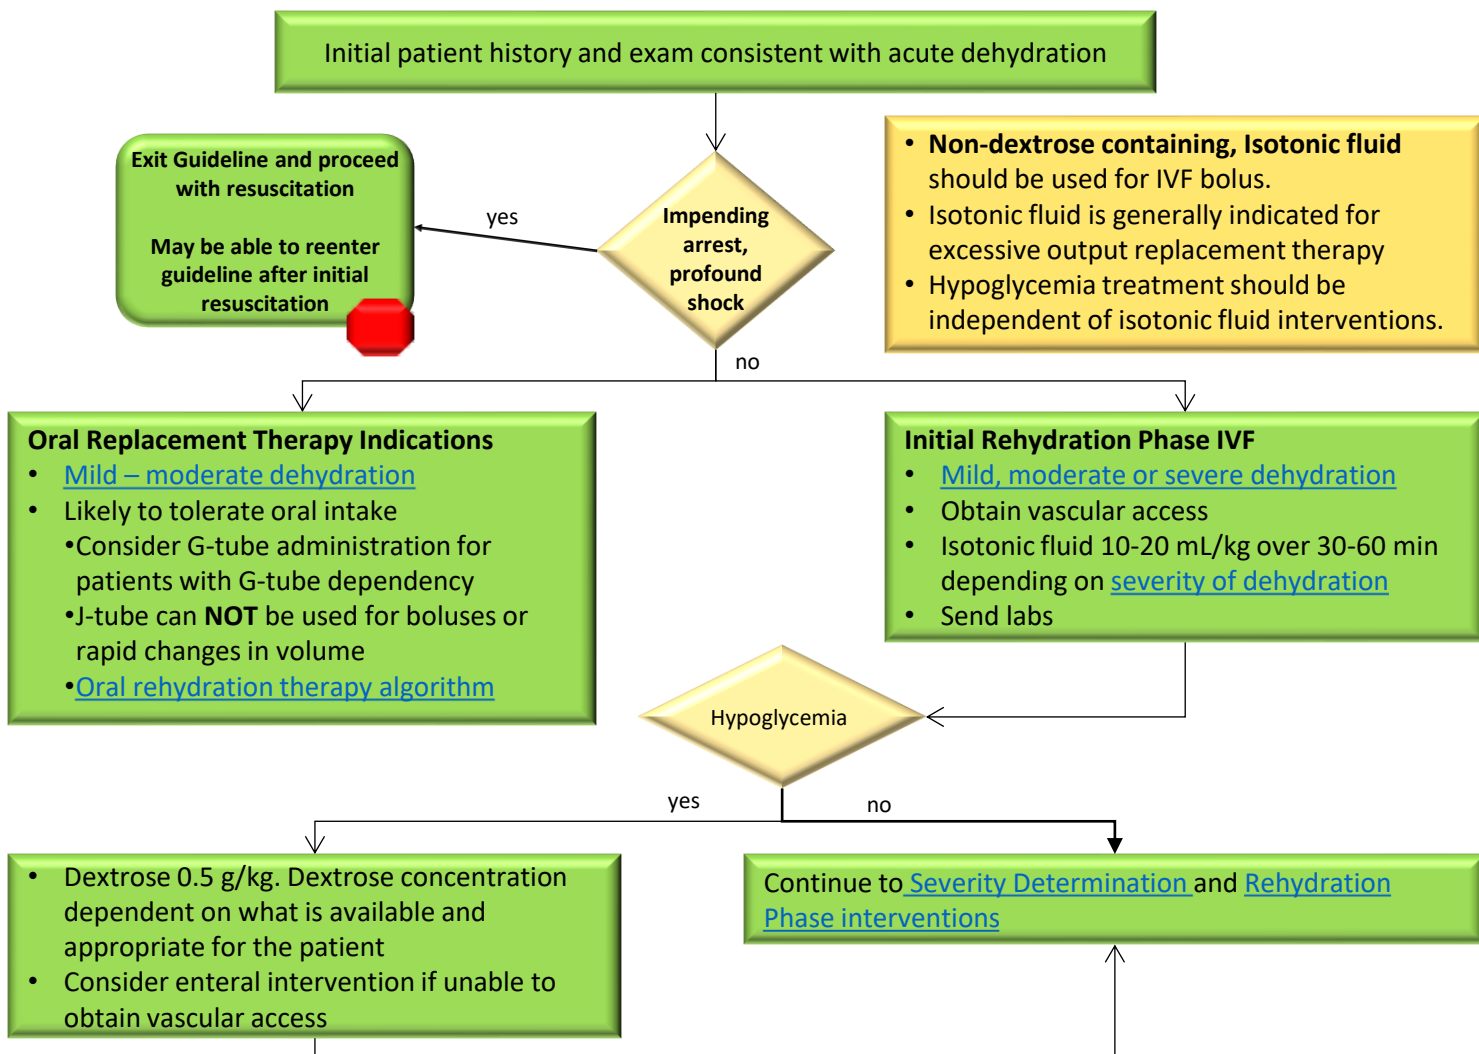 Initial patient history and exam consistent with acute dehydration
Exit Guideline and proceed
with resuscitation
May be able to reenter
guideline after initial
resuscitation
yes
Impending
arrest,
profound
shock
• Non-dextrose containing, Isotonic fluid
should be used for IVF bolus.
• Isotonic fluid is generally indicated for
excessive output replacement therapy
• Hypoglycemia treatment should be
independent of isotonic fluid interventions.
no
Oral Replacement Therapy Indications
• Mild – moderate dehydration
• Likely to tolerate oral intake
•Consider G-tube administration for
patients with G-tube dependency
•J-tube can NOT be used for boluses or
rapid changes in volume
•Oral rehydration therapy algorithm
Initial Rehydration Phase IVF
• Mild, moderate or severe dehydration
• Obtain vascular access
• Isotonic fluid 10-20 mL/kg over 30-60 min
depending on severity of dehydration
• Send labs
Hypoglycemia
yes
no
• Dextrose 0.5 g/kg. Dextrose concentration
dependent on what is available and
appropriate for the patient
• Consider enteral intervention if unable to
obtain vascular access
Continue to Severity Determination and Rehydration
Phase interventions